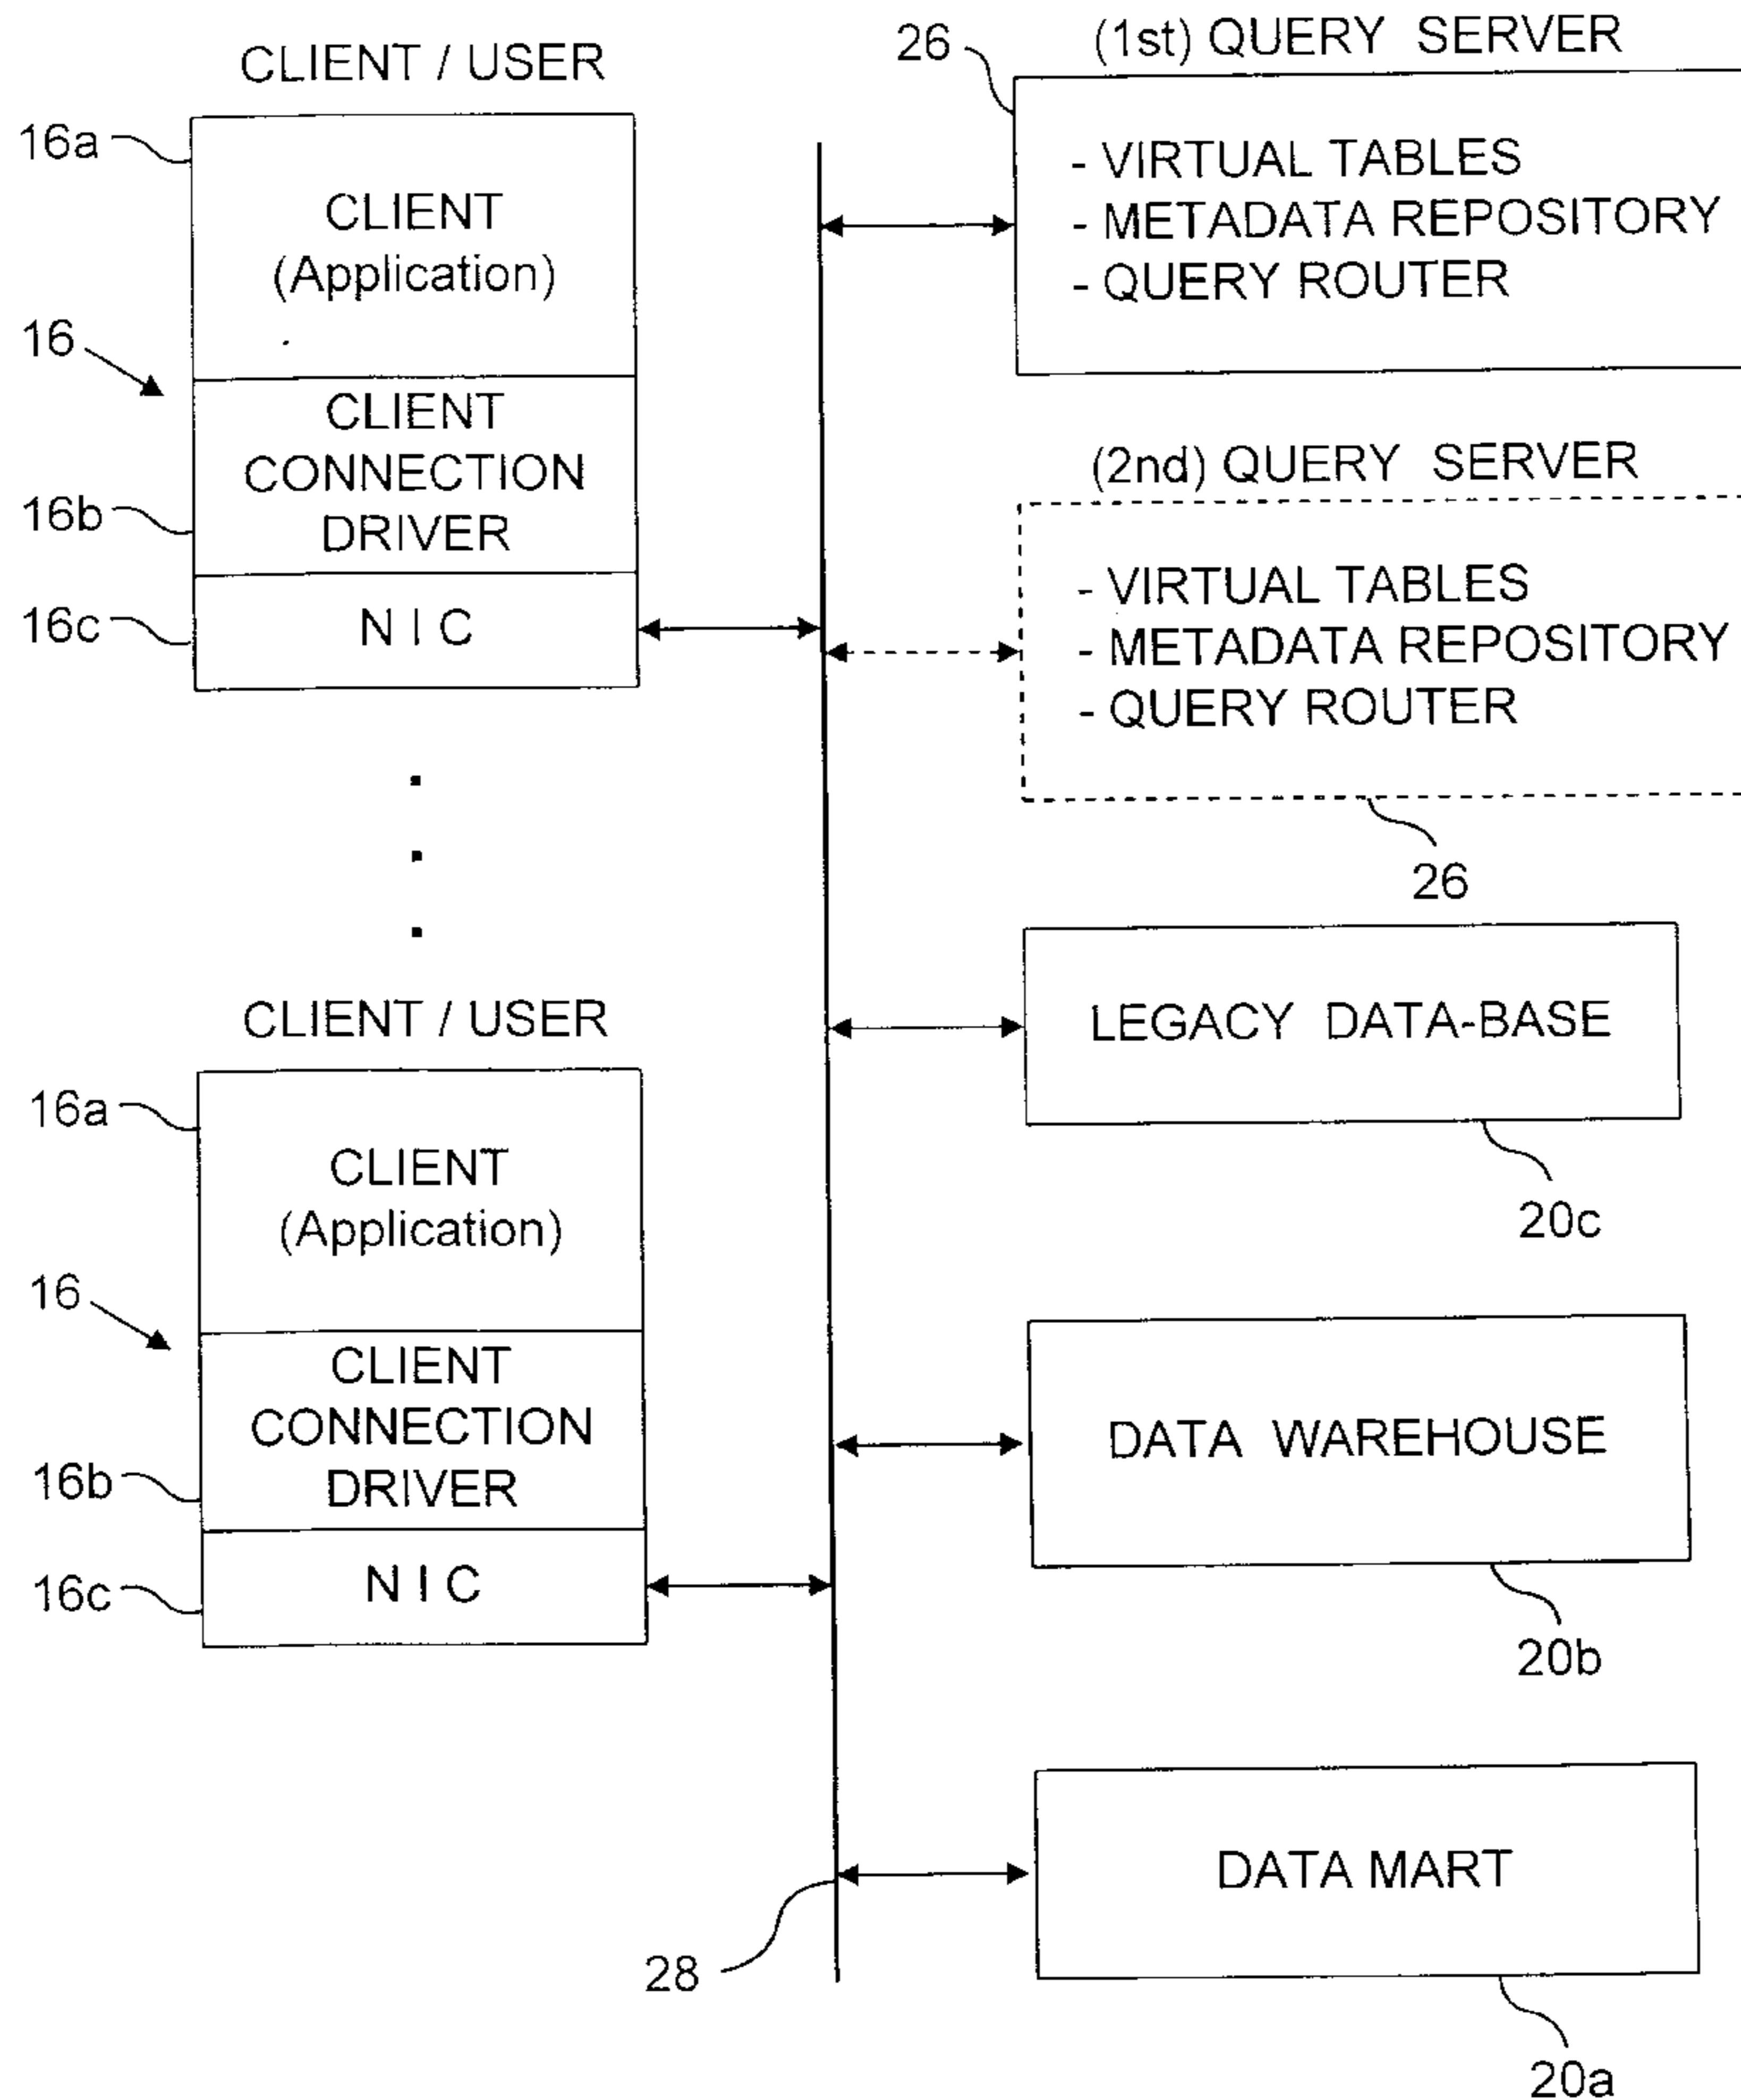 CLIENT / USER
16a
CLIENT
(Application)
16
CLIENT
CONNECTION
DRIVER
16b
16c
N I C
CLIENT / USER
16a
CLIENT
(Application)
16
CLIENT
CONNECTION
DRIVER
16b
16c
N I C
28
26
(1st) QUERY SERVER
- VIRTUAL TABLES
- METADATA REPOSITORY
- QUERY ROUTER
(2nd) QUERY SERVER
- VIRTUAL TABLES
- METADATA REPOSITORY
- QUERY ROUTER
26
LEGACY DATA-BASE
20c
DATA WAREHOUSE
20b
DATA MART
20a